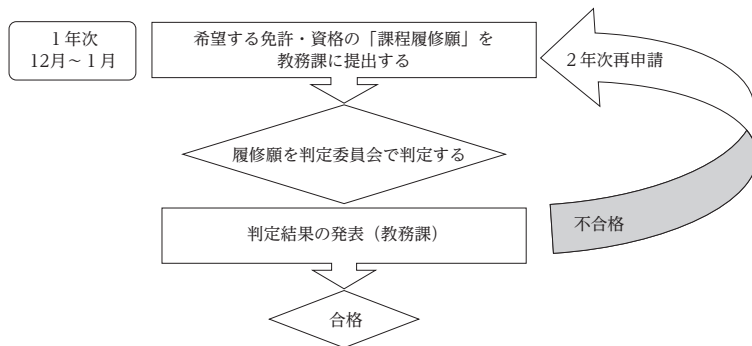 1年次
12月～1月
希望する免許・資格の「課程履修願」を
教務課に提出する
2年次再申請
履修願を判定委員会で判定する
判定結果の発表（教務課）
不合格
合格